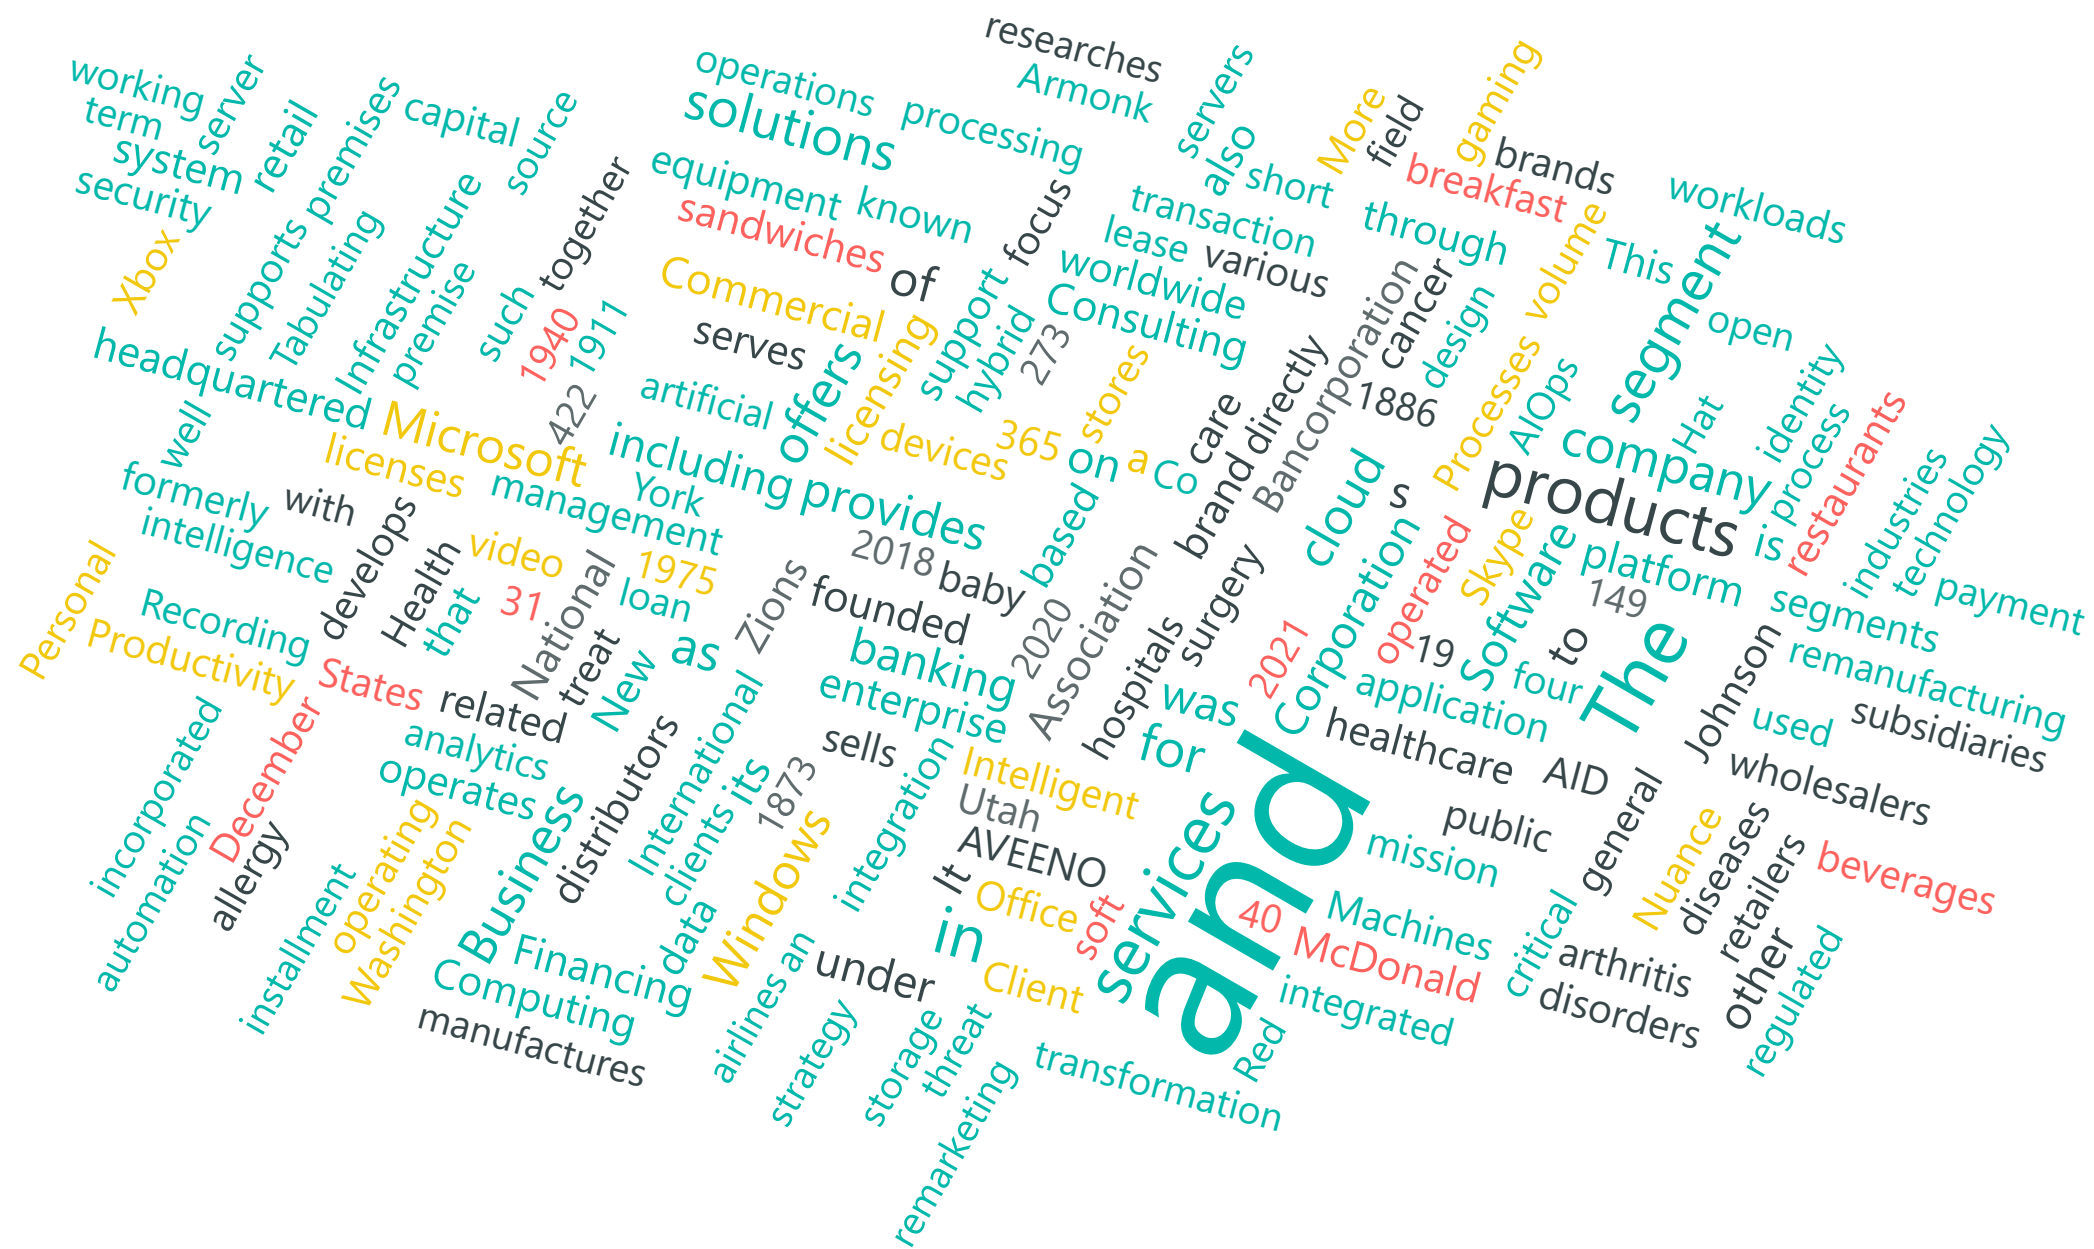 researches
Armonk
operations
solutions
processing
servers
also
short
More
field
gaming
brands
breakfast
workloads
working
term
system
security
server
retail
capital
source
premises
supports
Tabulating
Infrastructure
premise
together
such
1940
1911
422
equipment
known
sandwiches
of
focus
Commercial
serves
support
hybrid
273
transaction
lease
various
worldwide
Consulting
through
volume
This
segment
open
Xbox
headquartered
well
Microsoft
licenses
formerly
with
intelligence
management
York
artificial
offers
licensing
including
provides
devices
365
stores
on
a
Co
care
directly
brand
Bancorporation
cancer
design
1886
Processes
AIOps
company
Hat
identity
process
restaurants
industries
technology
payment
products
is
cloud
s
Corporation
operated
Skype
Software
platform
149
segments
remanufacturing
Personal
Recording
Productivity
develops
Health
that
video
31
National
1975
loan
treat
New
as
Zions
2018
baby
founded
based
2020
Association
banking
enterprise
hospitals
surgery
was
for
2021
19
four
application
to
The
Johnson
used
subsidiaries
wholesalers
States
December
related
incorporated
automation
allergy
analytics
operates
Business
distributors
International
clients
its
1873
sells
Windows
data
integration
Intelligent
Utah
AVEENO
It
Office
in
soft
services
and
healthcare
AID
public
mission
general
Nuance
diseases
retailers
beverages
installment
operating
Washington
Financing
Computing
manufactures
airlines
an
under
strategy
storage
Client
threat
remarketing
40
Machines
McDonald
integrated
Red
transformation
critical
arthritis
disorders
other
regulated